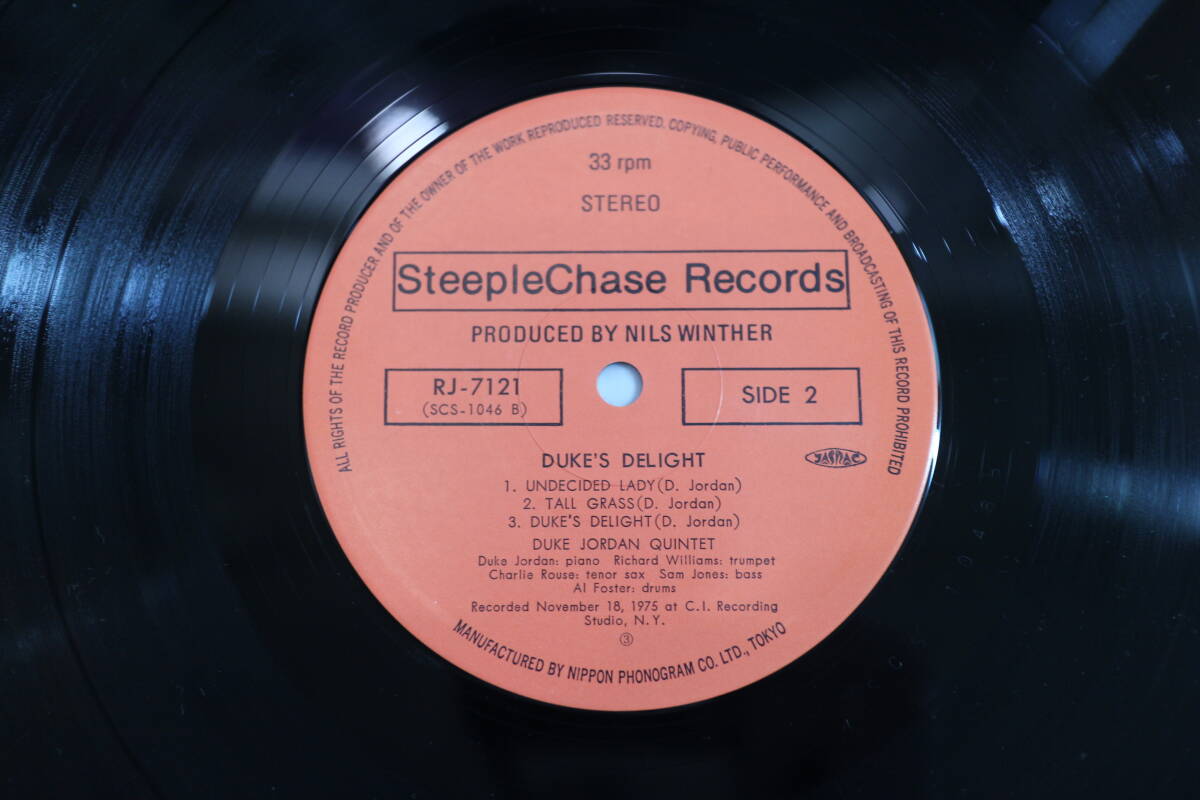 ALL RIGHTS OF THE RECORD PRODUCER AND OF THE OWNER OF THE WORK REPRODUCED RESERVED. COPYING, PUBLIC PERFORMANCE AND BROADCASTING OF THIS RECORD PROHIBITED
33 rpm
STEREO
SteepleChase Records
PRODUCED BY NILS WINTHER
RJ-7121
(SCS-1046 B)
SIDE 2
JASRAC
DUKE'S DELIGHT
1. UNDECIDED LADY(D. Jordan)
2. TALL GRASS(D. Jordan)
3. DUKE'S DELIGHT(D. Jordan)
DUKE JORDAN QUINTET
Duke Jordan: piano Richard Williams: trumpet
Charlie Rouse: tenor sax Sam Jones: bass
Al Foster: drums
Recorded November 18, 1975 at C.I. Recording
Studio, N.Y.
③
MANUFACTURED BY NIPPON PHONOGRAM CO. LTD., TOKYO